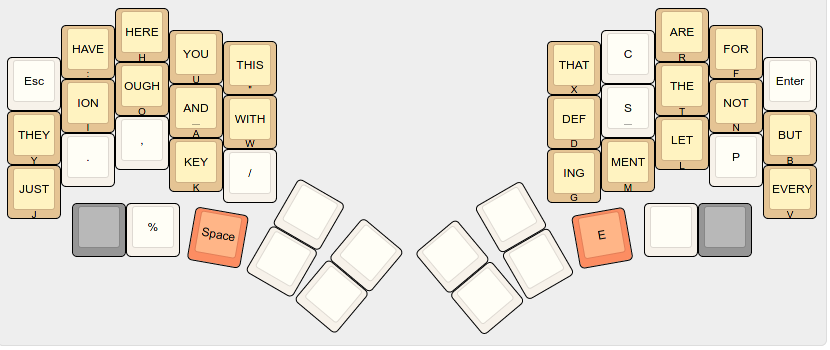 Esc
HAVE
:
HERE
H
YOU
U
THIS
THEY
Y
ION
I
OUGH
O
AND
_
A
WITH
W
JUST
J
.
,
KEY
K
/
%
Space
THAT
X
C
ARE
R
FOR
F
Enter
DEF
D
S
_
THE
T
NOT
N
BUT
B
ING
G
MENT
M
LET
L
P
EVERY
V
E